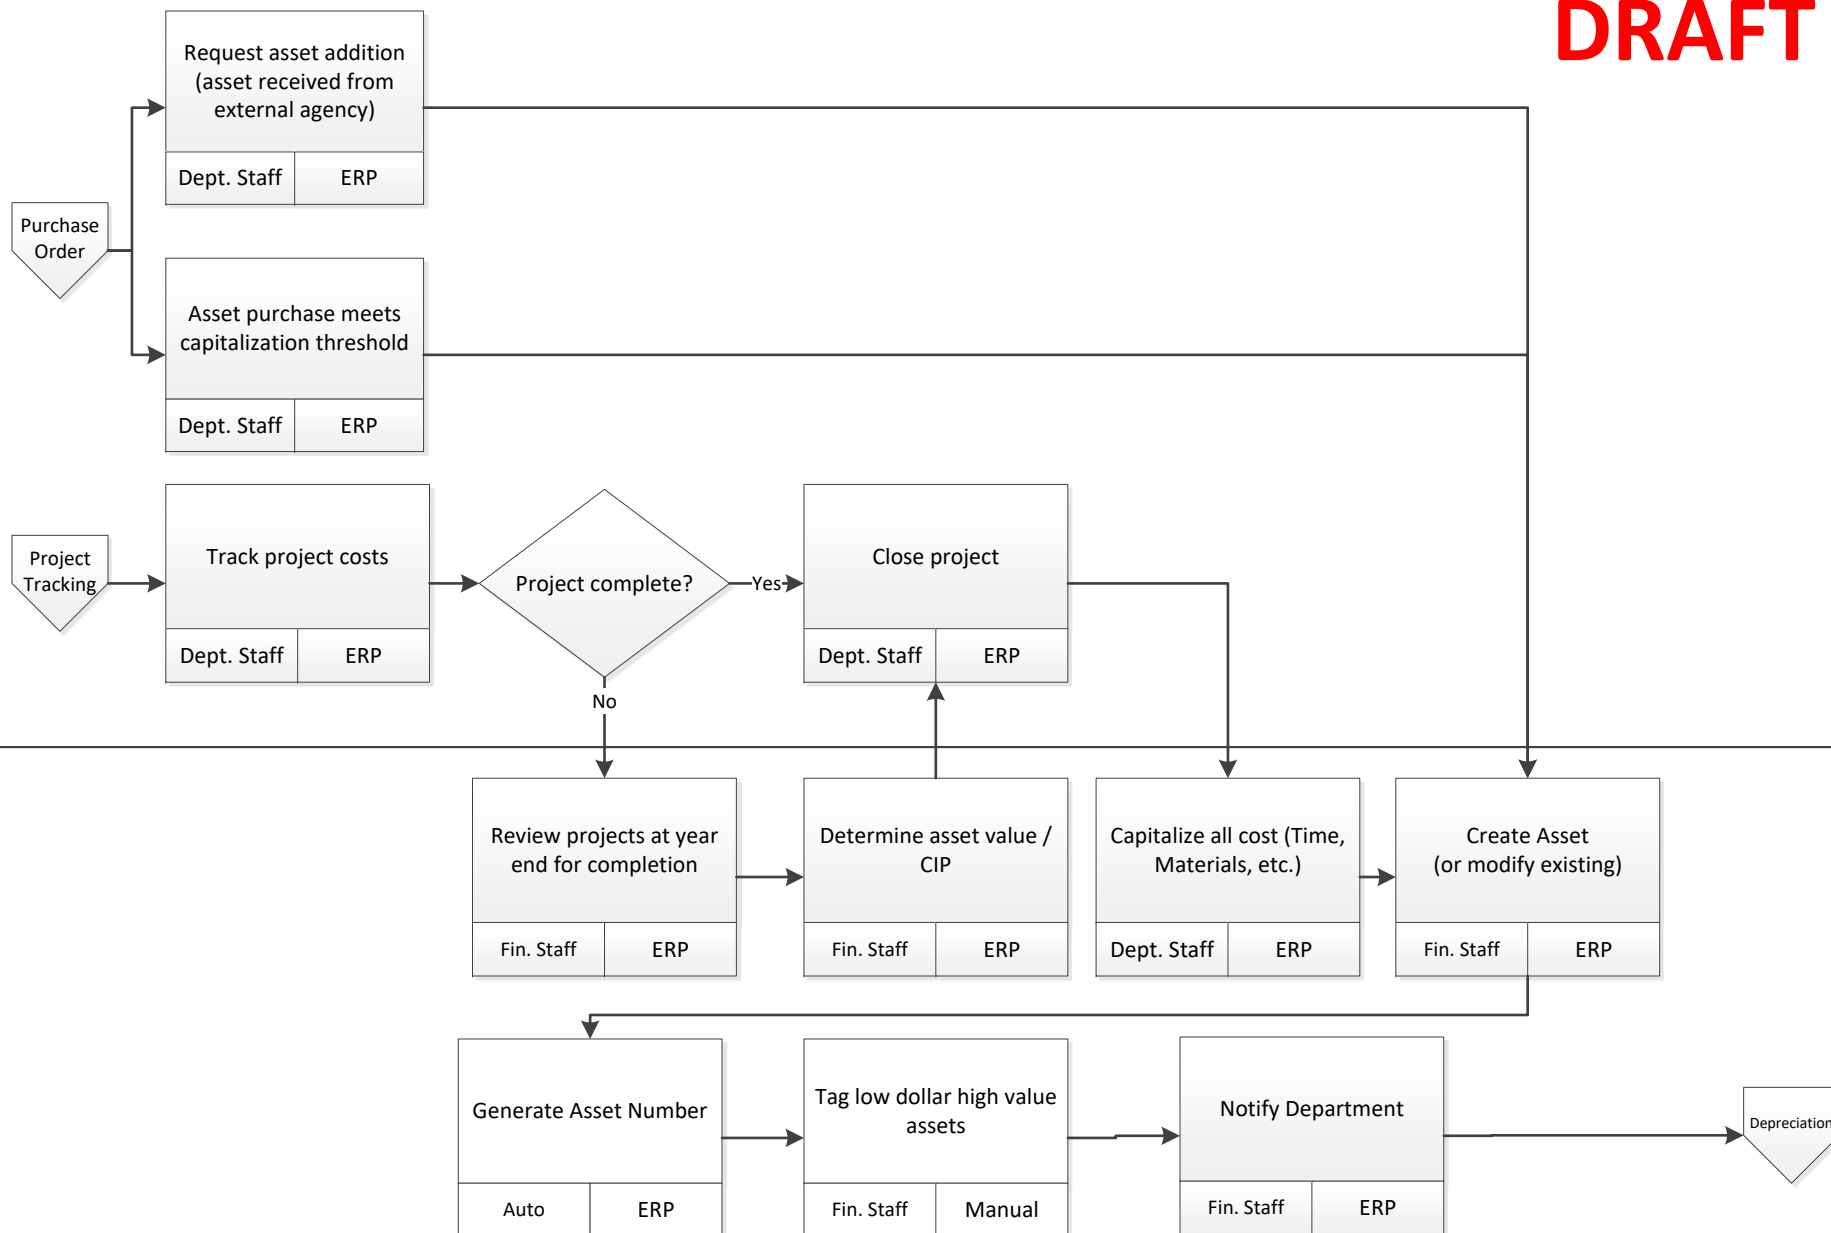 DRAFT
Request asset addition
(asset received from
external agency)
Dept. Staff
ERP
Purchase
Order
Asset purchase meets
capitalization threshold
Dept. Staff
ERP
Project
Tracking
Track project costs
Dept. Staff
ERP
Project complete?
Yes
No
Close project
Dept. Staff
ERP
Review projects at year
end for completion
Fin. Staff
ERP
Determine asset value /
CIP
Fin. Staff
ERP
Capitalize all cost (Time,
Materials, etc.)
Dept. Staff
ERP
Create Asset
(or modify existing)
Fin. Staff
ERP
Generate Asset Number
Auto
ERP
Tag low dollar high value
assets
Fin. Staff
Manual
Notify Department
Fin. Staff
ERP
Depreciation